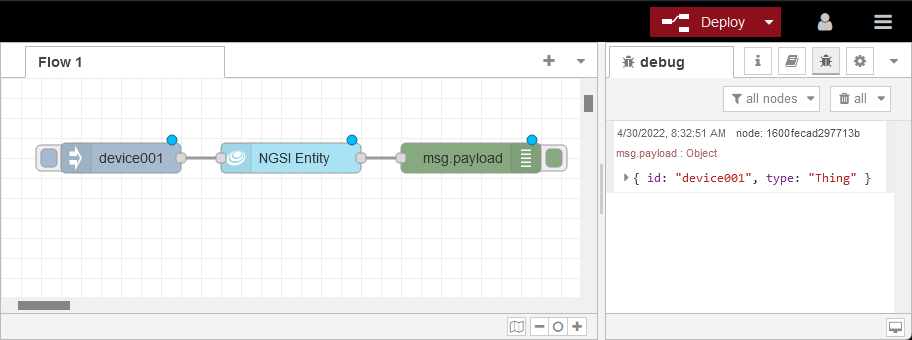 Deploy
Flow 1
debug
all nodes
all
device001
NGSI Entity
msg.payload
4/30/2022, 8:32:51 AM node: 1600fecad297713b
msg.payload : Object
{ id: "device001", type: "Thing" }